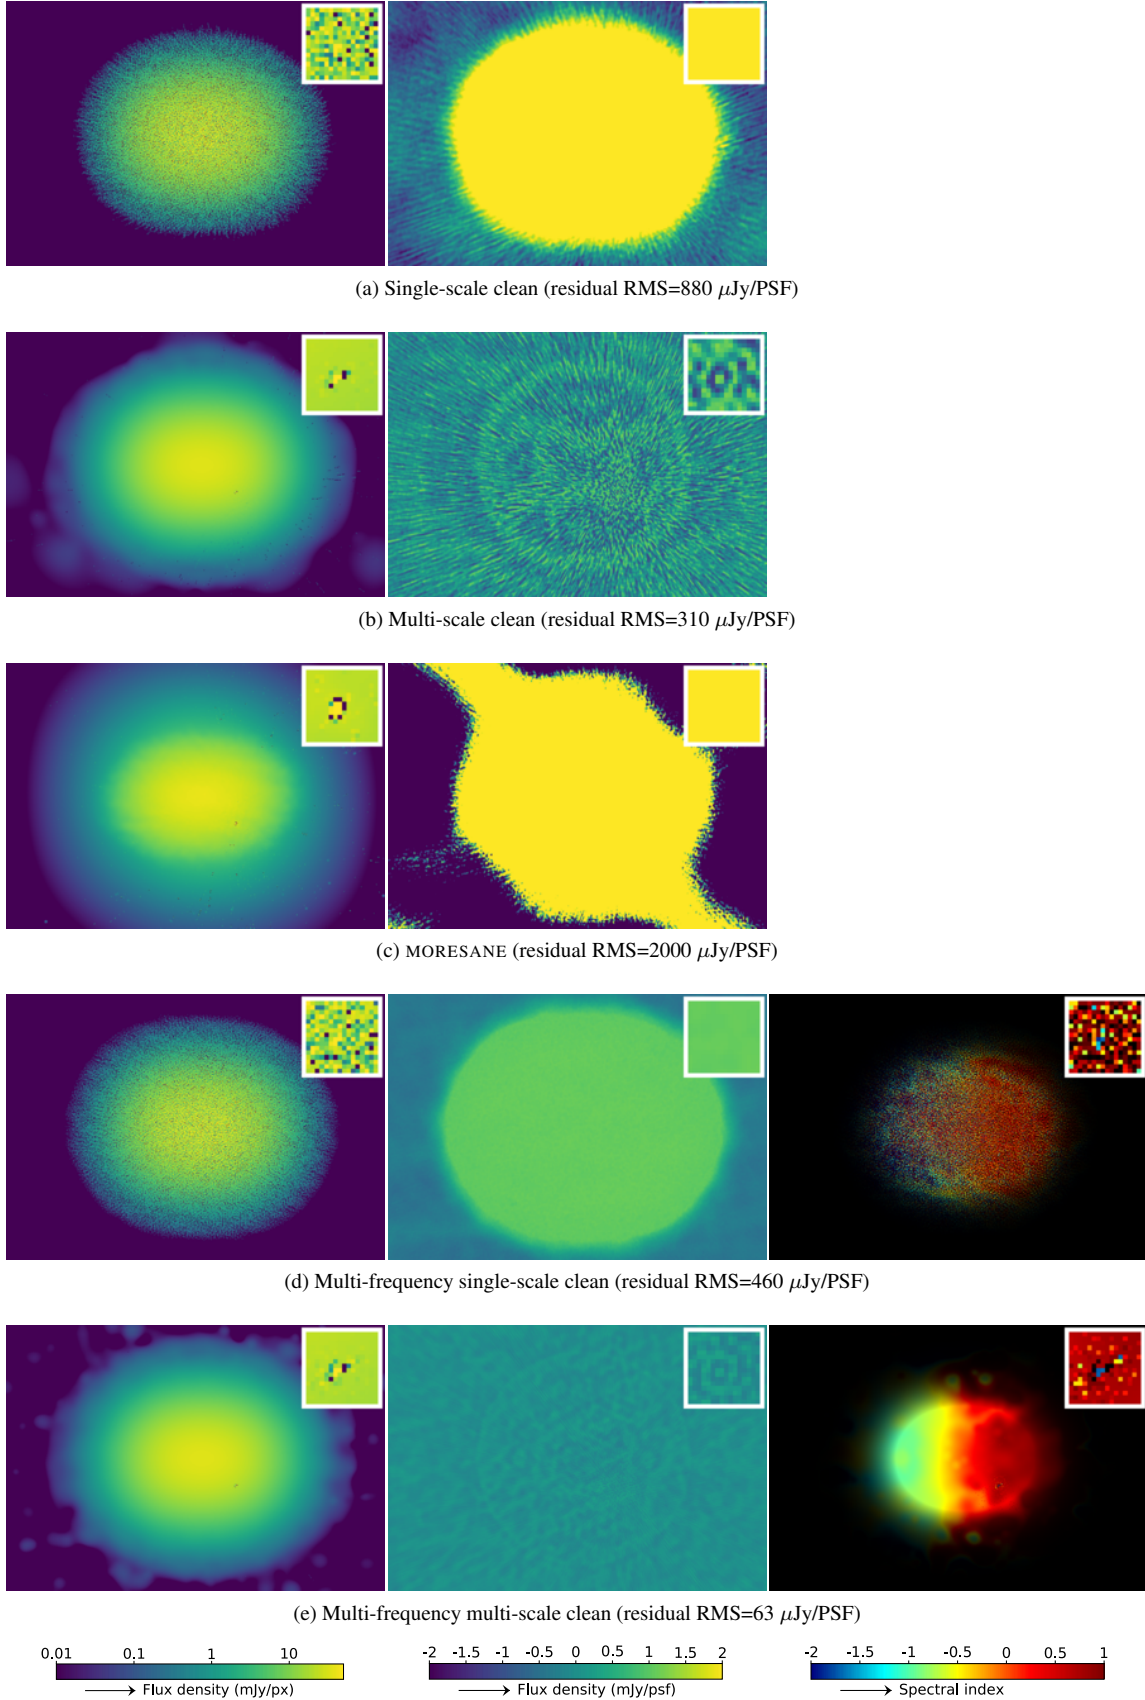 (a) Single-scale clean (residual RMS=880 μJy/PSF)
(b) Multi-scale clean (residual RMS=310 μJy/PSF)
(c) MORESANE (residual RMS=2000 μJy/PSF)
(d) Multi-frequency single-scale clean (residual RMS=460 μJy/PSF)
(e) Multi-frequency multi-scale clean (residual RMS=63 μJy/PSF)
0.01 0.1 1 10
Flux density (mJy/px)
-2 -1.5 -1 -0.5 0 0.5 1 1.5 2
Flux density (mJy/psf)
-2 -1.5 -1 -0.5 0 0.5 1
Spectral index